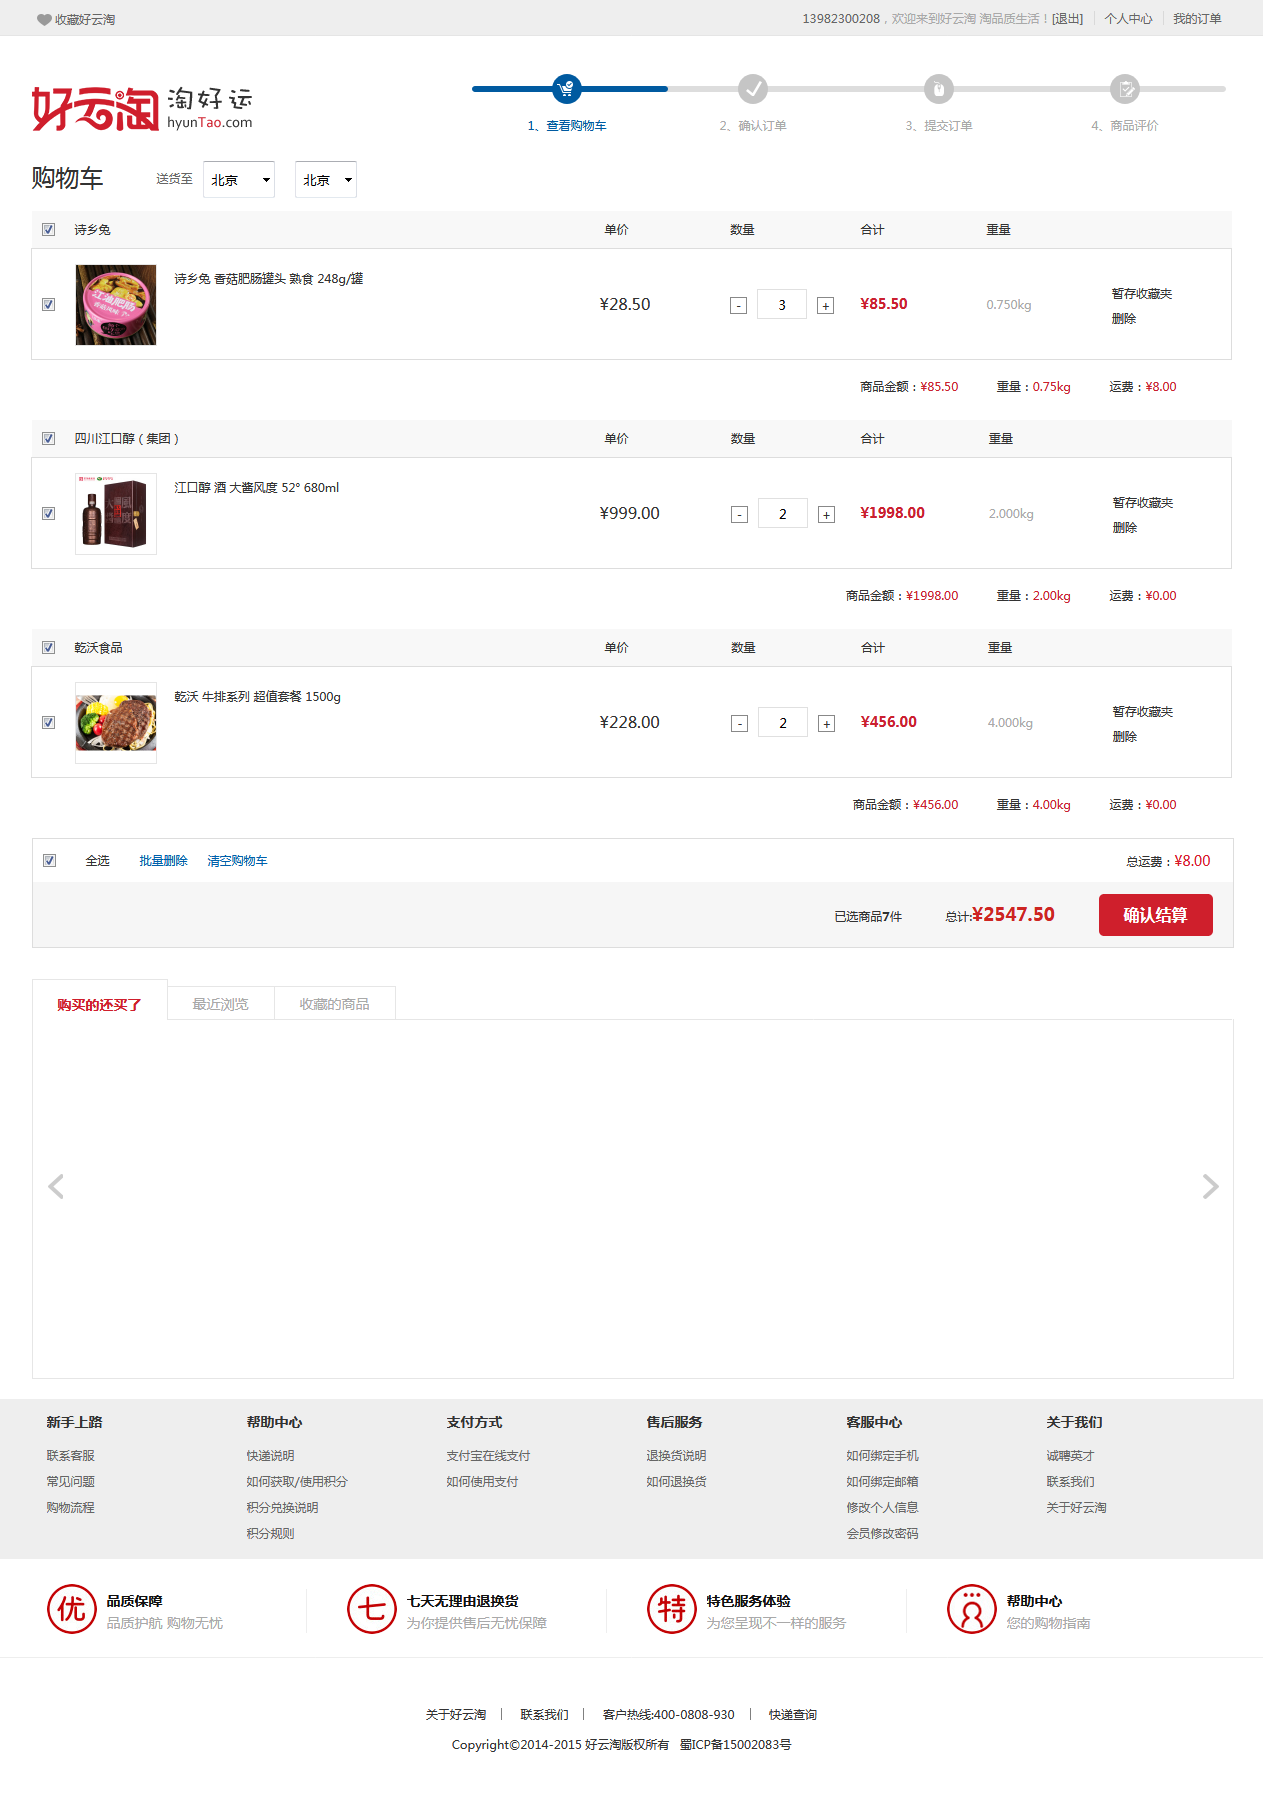 收藏好云淘
13982300208，欢迎来到好云淘 淘品质生活！[退出] 个人中心 我的订单
好云淘 淘好运
hyunTao.com
1、查看购物车 2、确认订单 3、提交订单 4、商品评价
购物车 送货至 北京 北京
诗乡兔 单价 数量 合计 重量
诗乡兔 香菇肥肠罐头 熟食 248g/罐
¥28.50 - 3 + ¥85.50 0.750kg
暂存收藏夹
删除
商品金额：¥85.50 重量：0.75kg 运费：¥8.00
四川江口醇（集团） 单价 数量 合计 重量
江口醇 酒 大酱风度 52° 680ml
¥999.00 - 2 + ¥1998.00 2.000kg
暂存收藏夹
删除
商品金额：¥1998.00 重量：2.00kg 运费：¥0.00
乾沃食品 单价 数量 合计 重量
乾沃 牛排系列 超值套餐 1500g
¥228.00 - 2 + ¥456.00 4.000kg
暂存收藏夹
删除
商品金额：¥456.00 重量：4.00kg 运费：¥0.00
全选 批量删除 清空购物车 总运费：¥8.00
已选商品7件 总计:¥2547.50 确认结算
购买的还买了 最近浏览 收藏的商品
新手上路 帮助中心 支付方式 售后服务 客服中心 关于我们
联系客服 快递说明 支付宝在线支付 退换货说明 如何绑定手机 诚聘英才
常见问题 如何获取/使用积分 如何使用支付 如何退换货 如何绑定邮箱 联系我们
购物流程 积分兑换说明 修改个人信息 关于好云淘
积分规则 会员修改密码
优 品质保障 七 七天无理由退换货 特 特色服务体验 帮助中心
品质护航 购物无忧 为你提供售后无忧保障 为您呈现不一样的服务 您的购物指南
关于好云淘 | 联系我们 | 客户热线:400-0808-930 | 快递查询
Copyright©2014-2015 好云淘版权所有 蜀ICP备15002083号